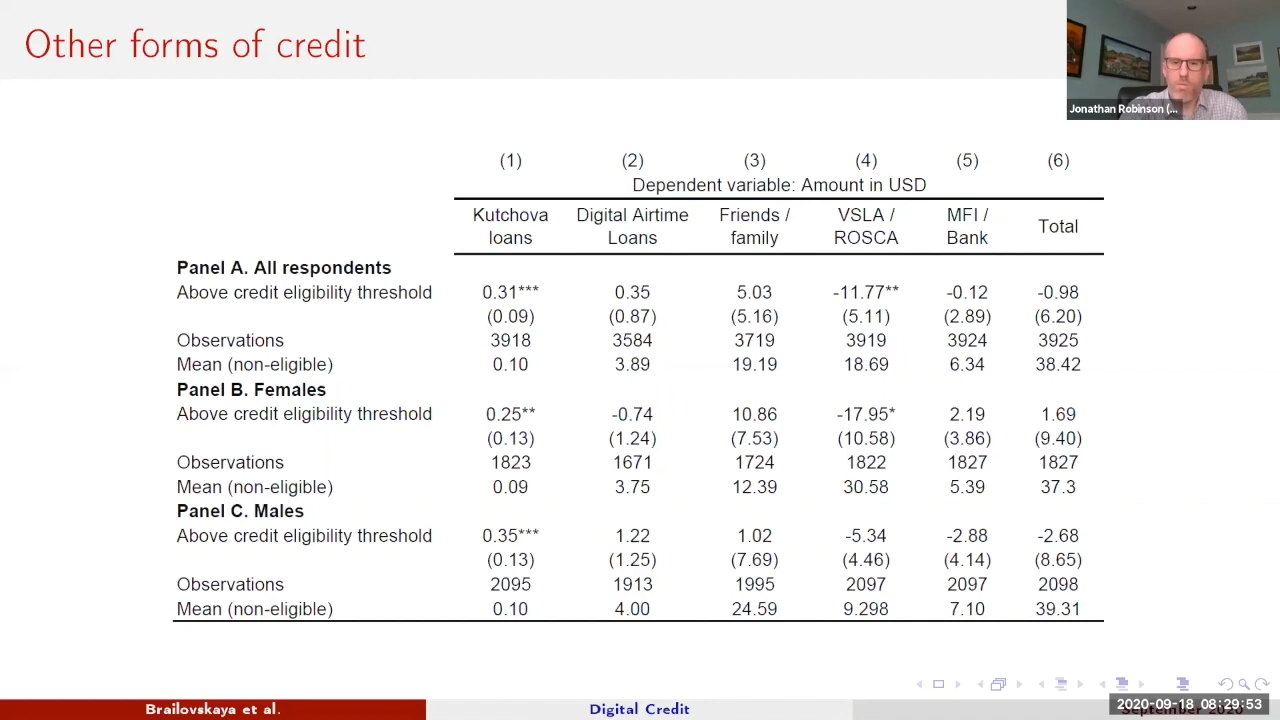 Other forms of credit
Jonathan Robinson (...
(1) (2) (3) (4) (5) (6)
Dependent variable: Amount in USD
Kutchova loans Digital Airtime Loans Friends / family VSLA / ROSCA MFI / Bank Total
Panel A. All respondents
Above credit eligibility threshold 0.31*** 0.35 5.03 -11.77** -0.12 -0.98
(0.09) (0.87) (5.16) (5.11) (2.89) (6.20)
Observations 3918 3584 3719 3919 3924 3925
Mean (non-eligible) 0.10 3.89 19.19 18.69 6.34 38.42
Panel B. Females
Above credit eligibility threshold 0.25** -0.74 10.86 -17.95* 2.19 1.69
(0.13) (1.24) (7.53) (10.58) (3.86) (9.40)
Observations 1823 1671 1724 1822 1827 1827
Mean (non-eligible) 0.09 3.75 12.39 30.58 5.39 37.3
Panel C. Males
Above credit eligibility threshold 0.35*** 1.22 1.02 -5.34 -2.88 -2.68
(0.13) (1.25) (7.69) (4.46) (4.14) (8.65)
Observations 2095 1913 1995 2097 2097 2098
Mean (non-eligible) 0.10 4.00 24.59 9.298 7.10 39.31
Brailovskaya et al. Digital Credit September 2020
2020-09-18 08:29:53